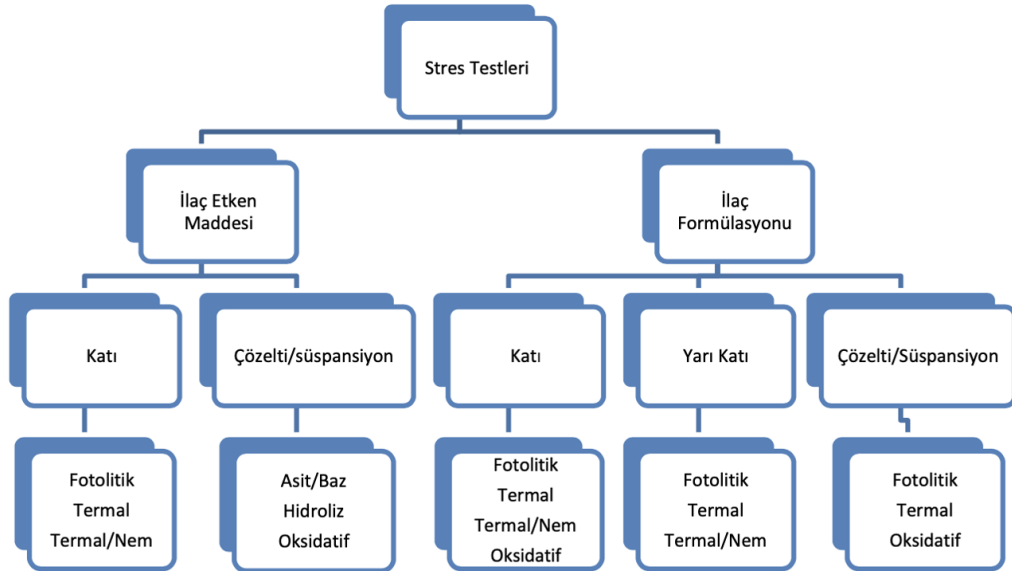 Stres Testleri
İlaç Etken
Maddesi
İlaç
Formülasyonu
Katı
Çözelti/süspansiyon
Katı
Yarı Katı
Çözelti/Süspansiyon
Fotolitik
Termal
Termal/Nem
Asit/Baz
Hidroliz
Oksidatif
Fotolitik
Termal
Termal/Nem
Oksidatif
Fotolitik
Termal
Termal/Nem
Fotolitik
Termal
Oksidatif